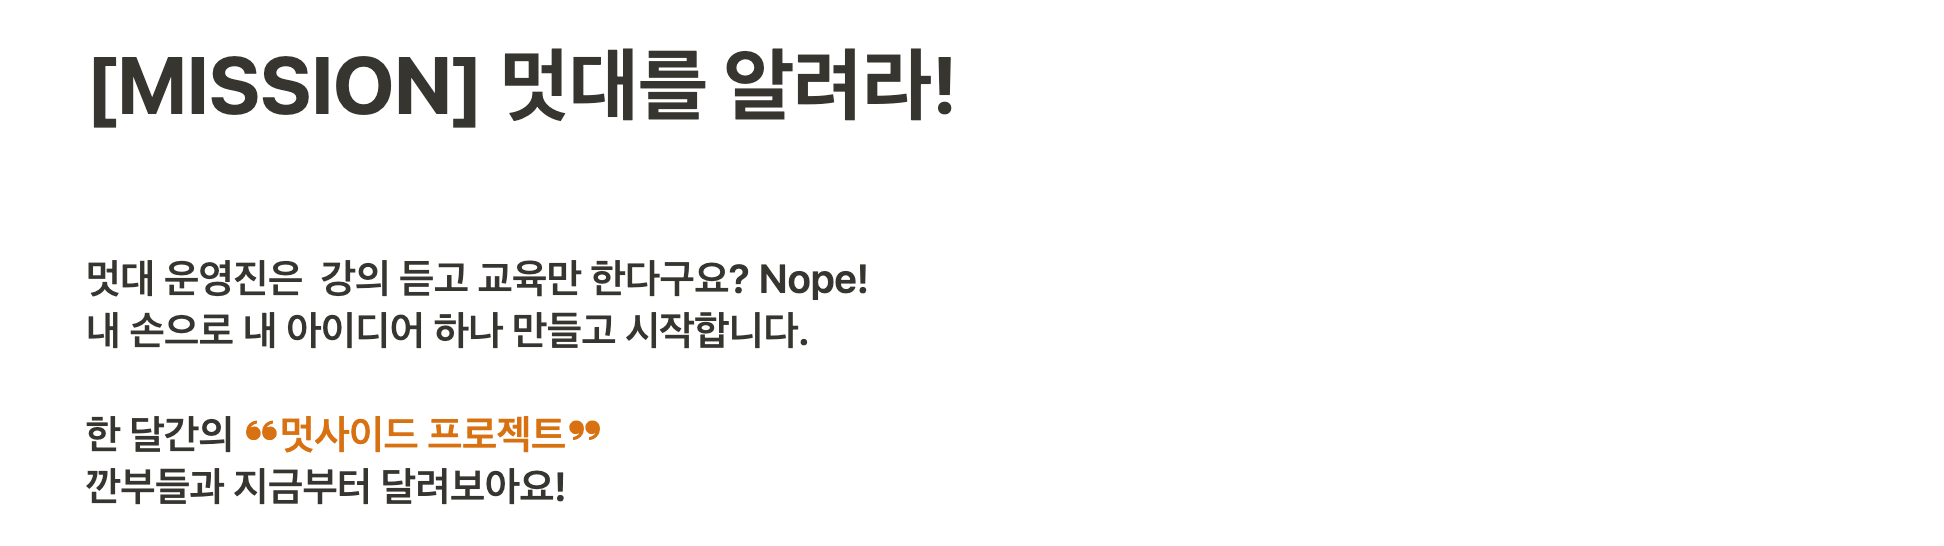 [MISSION] 멋대를 알려라!
멋대 운영진은  강의 듣고 교육만 한다구요? Nope!
내 손으로 내 아이디어 하나 만들고 시작합니다.
한 달간의 “멋사이드 프로젝트”
깐부들과 지금부터 달려보아요!